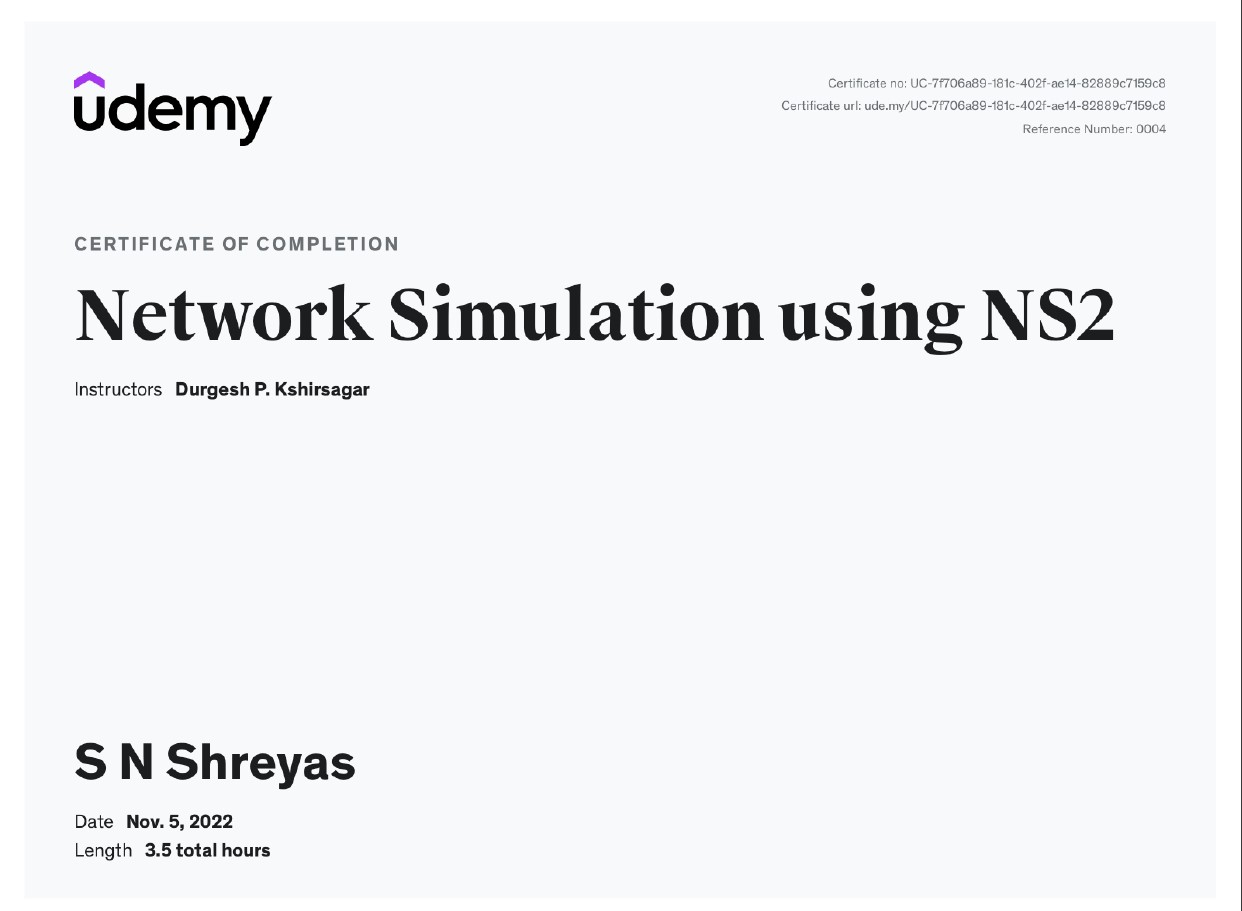 udemy
Certificate no: UC-7f706a89-181c-402f-ae14-82889c7159c8
Certificate url: ude.my/UC-7f706a89-181c-402f-ae14-82889c7159c8
Reference Number: 0004
CERTIFICATE OF COMPLETION
Network Simulation using NS2
Instructors Durgesh P. Kshirsagar
S N Shreyas
Date Nov. 5, 2022
Length 3.5 total hours